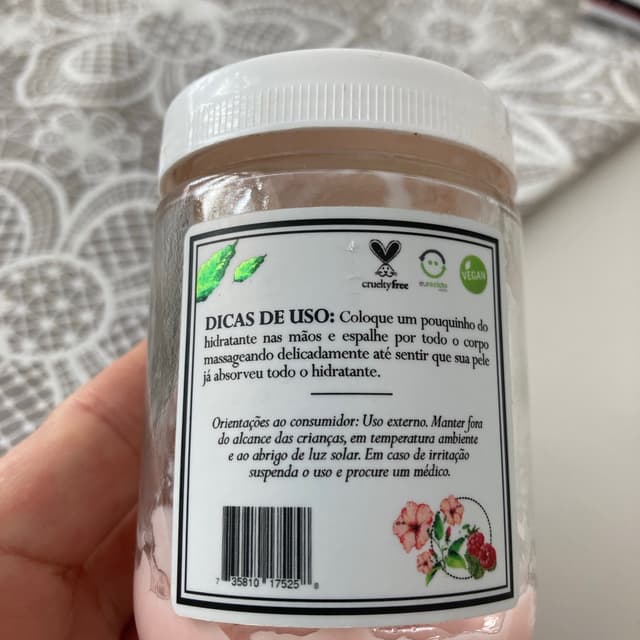 crueltyfree
eureciclo
VEGAN
DICAS DE USO: Coloque um pouquinho do
hidratante nas mãos e espalhe por todo o corpo
massageando delicadamente até sentir que sua pele
já absorveu todo o hidratante.
Orientações ao consumidor: Uso externo. Manter fora
do alcance das crianças, em temperatura ambiente
e ao abrigo de luz solar. Em caso de irritação
suspenda o uso e procure um médico.
7 35810 17525 8